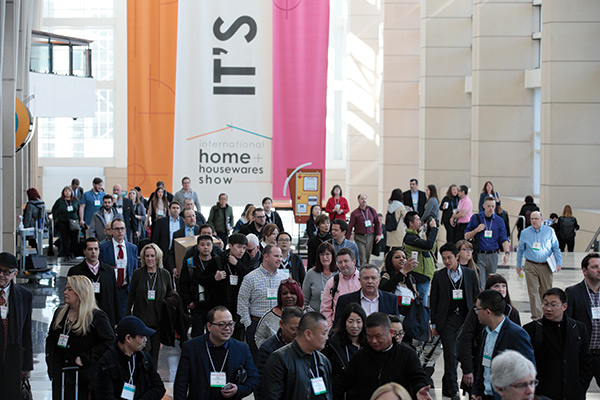 IT'S
international
home +
housewares
show